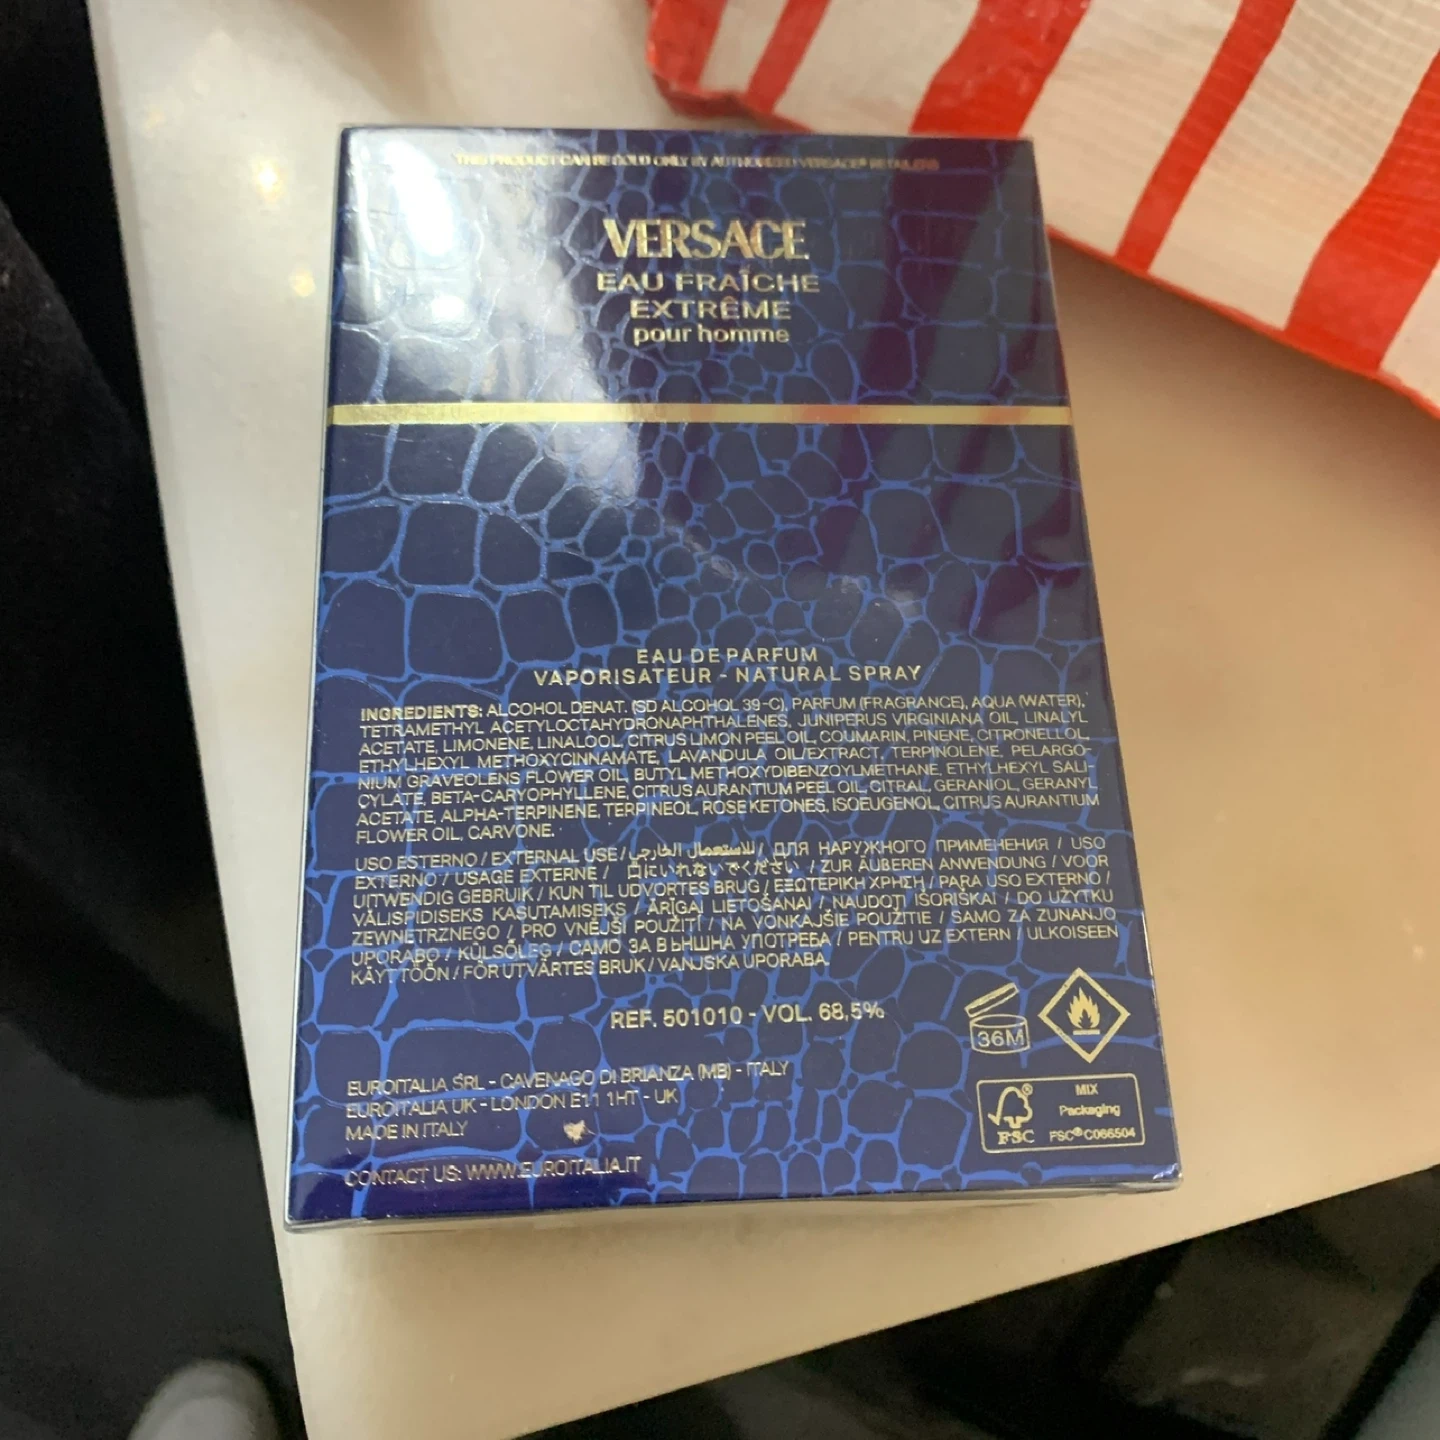 THIS PRODUCT CAN BE SOLD ONLY BY AUTHORIZED VERSACE® RETAILERS
VERSACE
EAU FRAÎCHE
EXTRÊME
pour homme
EAU DE PARFUM
VAPORISATEUR - NATURAL SPRAY
INGREDIENTS: ALCOHOL DENAT. (SD ALCOHOL 39-C), PARFUM (FRAGRANCE), AQUA (WATER),
TETRAMETHYL ACETYLOCTAHYDRONAPHTHALENES, JUNIPERUS VIRGINIANA OIL, LINALYL
ACETATE, LIMONENE, LINALOOL, CITRUS LIMON PEEL OIL, COUMARIN, PINENE, CITRONELLOL,
ETHYLHEXYL METHOXYCINNAMATE, LAVANDULA OIL/EXTRACT, TERPINOLENE, PELARGO-
NIUM GRAVEOLENS FLOWER OIL, BUTYL METHOXYDIBENZOYLMETHANE, ETHYLHEXYL SALI-
CYLATE, BETA-CARYOPHYLLENE, CITRUS AURANTIUM PEEL OIL, CITRAL, GERANIOL, GERANYL
ACETATE, ALPHA-TERPINENE, TERPINEOL, ROSE KETONES, ISOEUGENOL, CITRUS AURANTIUM
FLOWER OIL, CARVONE.
USO ESTERNO / EXTERNAL USE / للاستعمال الخارجي / ДЛЯ НАРУЖНОГО ПРИМЕНЕНИЯ / USO
EXTERNO / USAGE EXTERNE / 口にいれないでください / ZUR ÄUßEREN ANWENDUNG / VOOR
UITWENDIG GEBRUIK / KUN TIL UDVORTES BRUG / ΕΞΩΤΕΡΙΚΗ ΧΡΗΣΗ / PARA USO EXTERNO /
VÄLISPIDISEKS KASUTAMISEKS / ĀRĪGAI LIETOŠANAI / NAUDOTI IŠORIŠKAI / DO UŻYTKU
ZEWNĘTRZNEGO / PRO VNĚJŠÍ POUŽITÍ / NA VONKAJŠIE POUŽITIE / SAMO ZA ZUNANJO
UPORABO / KÜLSŐLEG / САМО ЗА ВЪНШНА УПОТРЕБА / PENTRU UZ EXTERN / ULKOISEEN
KÄYTTÖÖN / FÖR UTVÄRTES BRUK / VANJSKA UPORABA.
REF. 501010 - VOL. 68,5%
36M
EUROITALIA SRL - CAVENAGO DI BRIANZA (MB) - ITALY
EUROITALIA UK - LONDON E11 1HT - UK
MADE IN ITALY
CONTACT US: WWW.EUROITALIA.IT
FSC®
MIX
Packaging
FSC® C066504